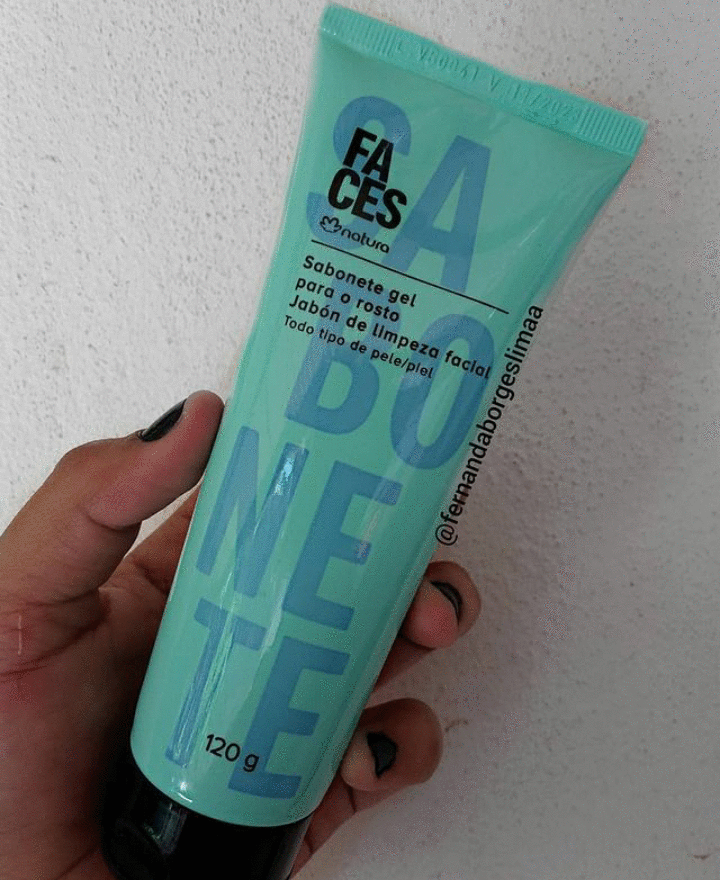 FA
CES
natura
Sabonete gel
para o rosto
Jabón de limpeza facial
Todo tipo de pele/piel
SA
BO
NE
TE
120 g
@fernandaborgeslimaa